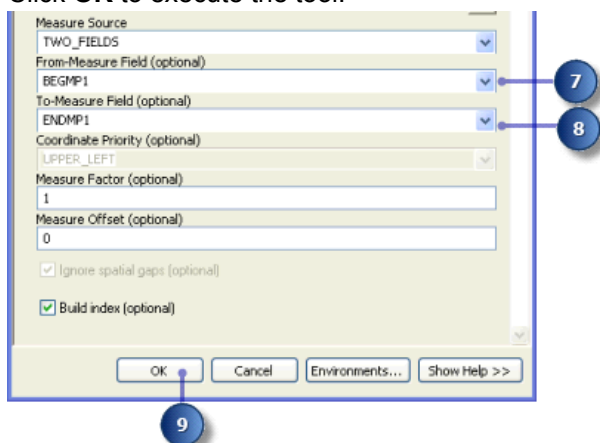 Click OK to execute the tool.
Measure Source
TWO_FIELDS
From-Measure Field (optional)
BEGMP1
7
To-Measure Field (optional)
ENDMP1
8
Coordinate Priority (optional)
UPPER_LEFT
Measure Factor (optional)
1
Measure Offset (optional)
0
Ignore spatial gaps (optional)
Build index (optional)
OK
Cancel
Environments...
Show Help >>
9